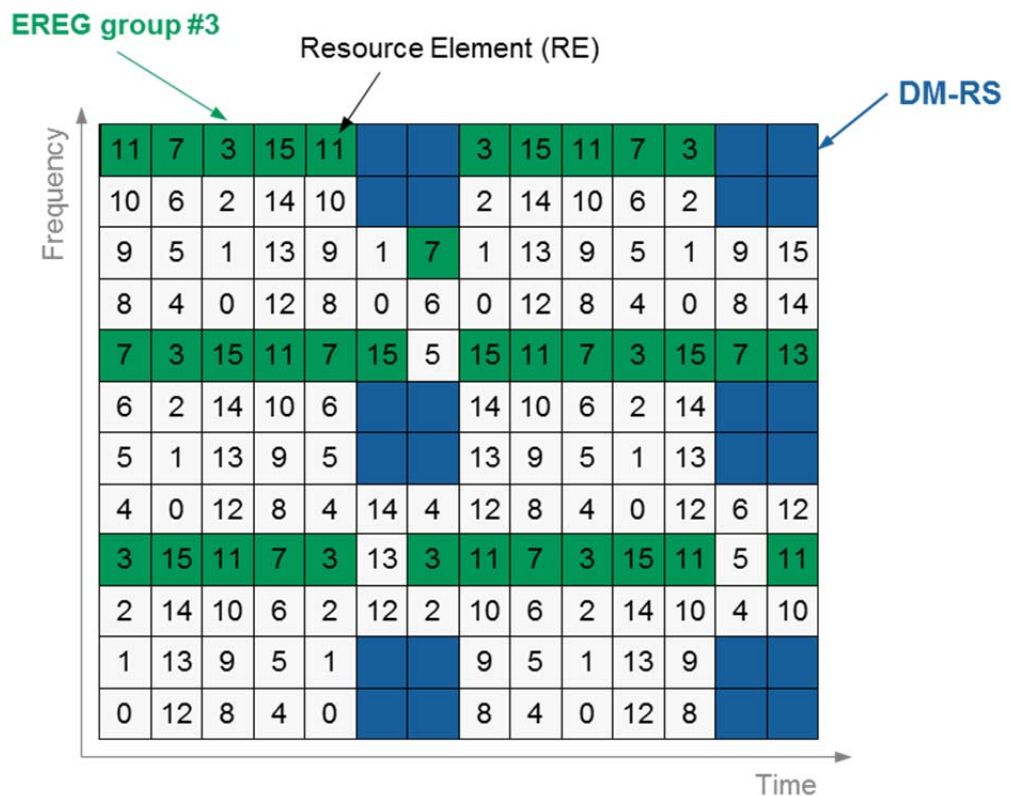 EREG group #3
Resource Element (RE)
DM-RS
Frequency
11 7 3 15 11 3 15 11 7 3
10 6 2 14 10 2 14 10 6 2
9 5 1 13 9 1 7 1 13 9 5 1 9 15
8 4 0 12 8 0 6 0 12 8 4 0 8 14
7 3 15 11 7 15 5 15 11 7 3 15 7 13
6 2 14 10 6 14 10 6 2 14
5 1 13 9 5 13 9 5 1 13
4 0 12 8 4 14 4 12 8 4 0 12 6 12
3 15 11 7 3 13 3 11 7 3 15 11 5 11
2 14 10 6 2 12 2 10 6 2 14 10 4 10
1 13 9 5 1 9 5 1 13 9
0 12 8 4 0 8 4 0 12 8
Time